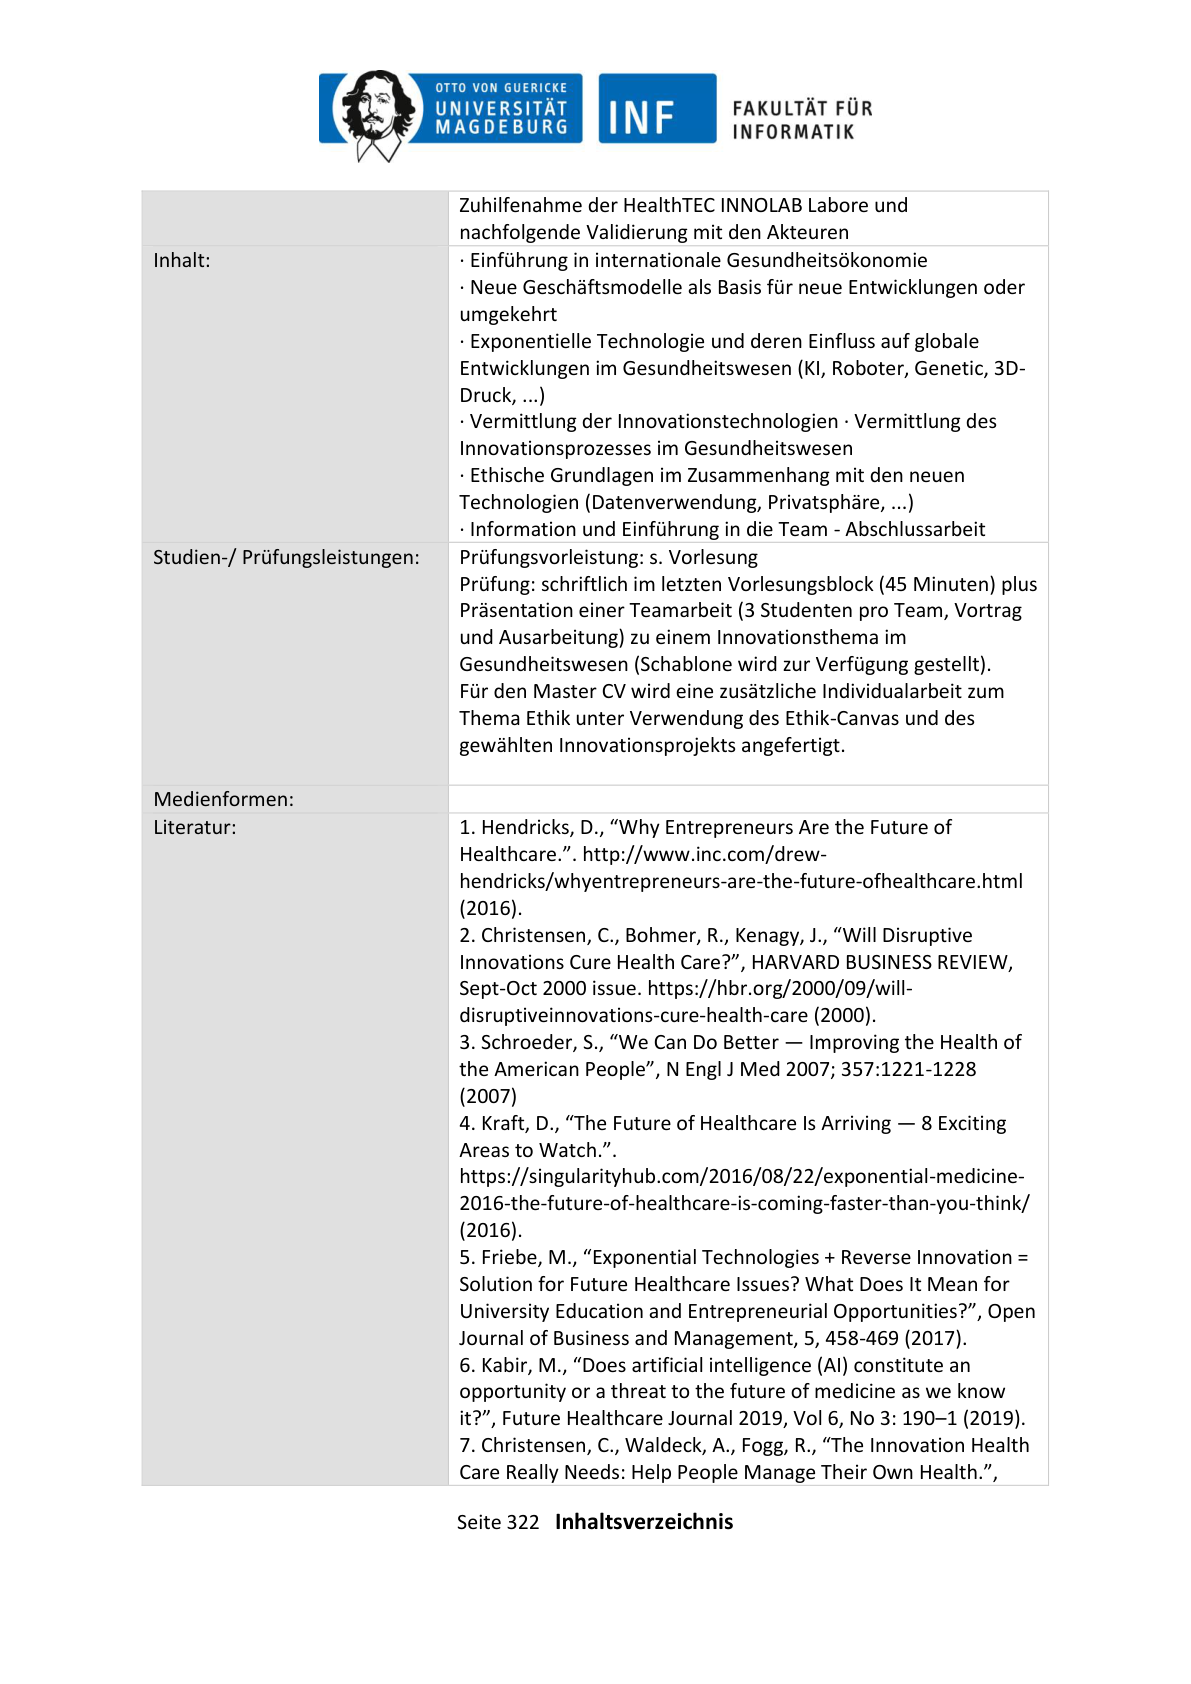 OTTO VON GUERICKE
UNIVERSITÄT
MAGDEBURG
INF
FAKULTÄT FÜR
INFORMATIK
Zuhilfenahme der HealthTEC INNOLAB Labore und
nachfolgende Validierung mit den Akteuren
Inhalt:
· Einführung in internationale Gesundheitsökonomie
· Neue Geschäftsmodelle als Basis für neue Entwicklungen oder
umgekehrt
· Exponentielle Technologie und deren Einfluss auf globale
Entwicklungen im Gesundheitswesen (KI, Roboter, Genetic, 3D-
Druck, ...)
· Vermittlung der Innovationstechnologien · Vermittlung des
Innovationsprozesses im Gesundheitswesen
· Ethische Grundlagen im Zusammenhang mit den neuen
Technologien (Datenverwendung, Privatsphäre, ...)
· Information und Einführung in die Team - Abschlussarbeit
Studien-/ Prüfungsleistungen:
Prüfungsvorleistung: s. Vorlesung
Prüfung: schriftlich im letzten Vorlesungsblock (45 Minuten) plus
Präsentation einer Teamarbeit (3 Studenten pro Team, Vortrag
und Ausarbeitung) zu einem Innovationsthema im
Gesundheitswesen (Schablone wird zur Verfügung gestellt).
Für den Master CV wird eine zusätzliche Individualarbeit zum
Thema Ethik unter Verwendung des Ethik-Canvas und des
gewählten Innovationsprojekts angefertigt.
Medienformen:
Literatur:
1. Hendricks, D., “Why Entrepreneurs Are the Future of
Healthcare.”. http://www.inc.com/drew-
hendricks/whyentrepreneurs-are-the-future-ofhealthcare.html
(2016).
2. Christensen, C., Bohmer, R., Kenagy, J., “Will Disruptive
Innovations Cure Health Care?”, HARVARD BUSINESS REVIEW,
Sept-Oct 2000 issue. https://hbr.org/2000/09/will-
disruptiveinnovations-cure-health-care (2000).
3. Schroeder, S., “We Can Do Better — Improving the Health of
the American People”, N Engl J Med 2007; 357:1221-1228
(2007)
4. Kraft, D., “The Future of Healthcare Is Arriving — 8 Exciting
Areas to Watch.”.
https://singularityhub.com/2016/08/22/exponential-medicine-
2016-the-future-of-healthcare-is-coming-faster-than-you-think/
(2016).
5. Friebe, M., “Exponential Technologies + Reverse Innovation =
Solution for Future Healthcare Issues? What Does It Mean for
University Education and Entrepreneurial Opportunities?”, Open
Journal of Business and Management, 5, 458-469 (2017).
6. Kabir, M., “Does artificial intelligence (AI) constitute an
opportunity or a threat to the future of medicine as we know
it?”, Future Healthcare Journal 2019, Vol 6, No 3: 190–1 (2019).
7. Christensen, C., Waldeck, A., Fogg, R., “The Innovation Health
Care Really Needs: Help People Manage Their Own Health.”,
Seite 322 Inhaltsverzeichnis